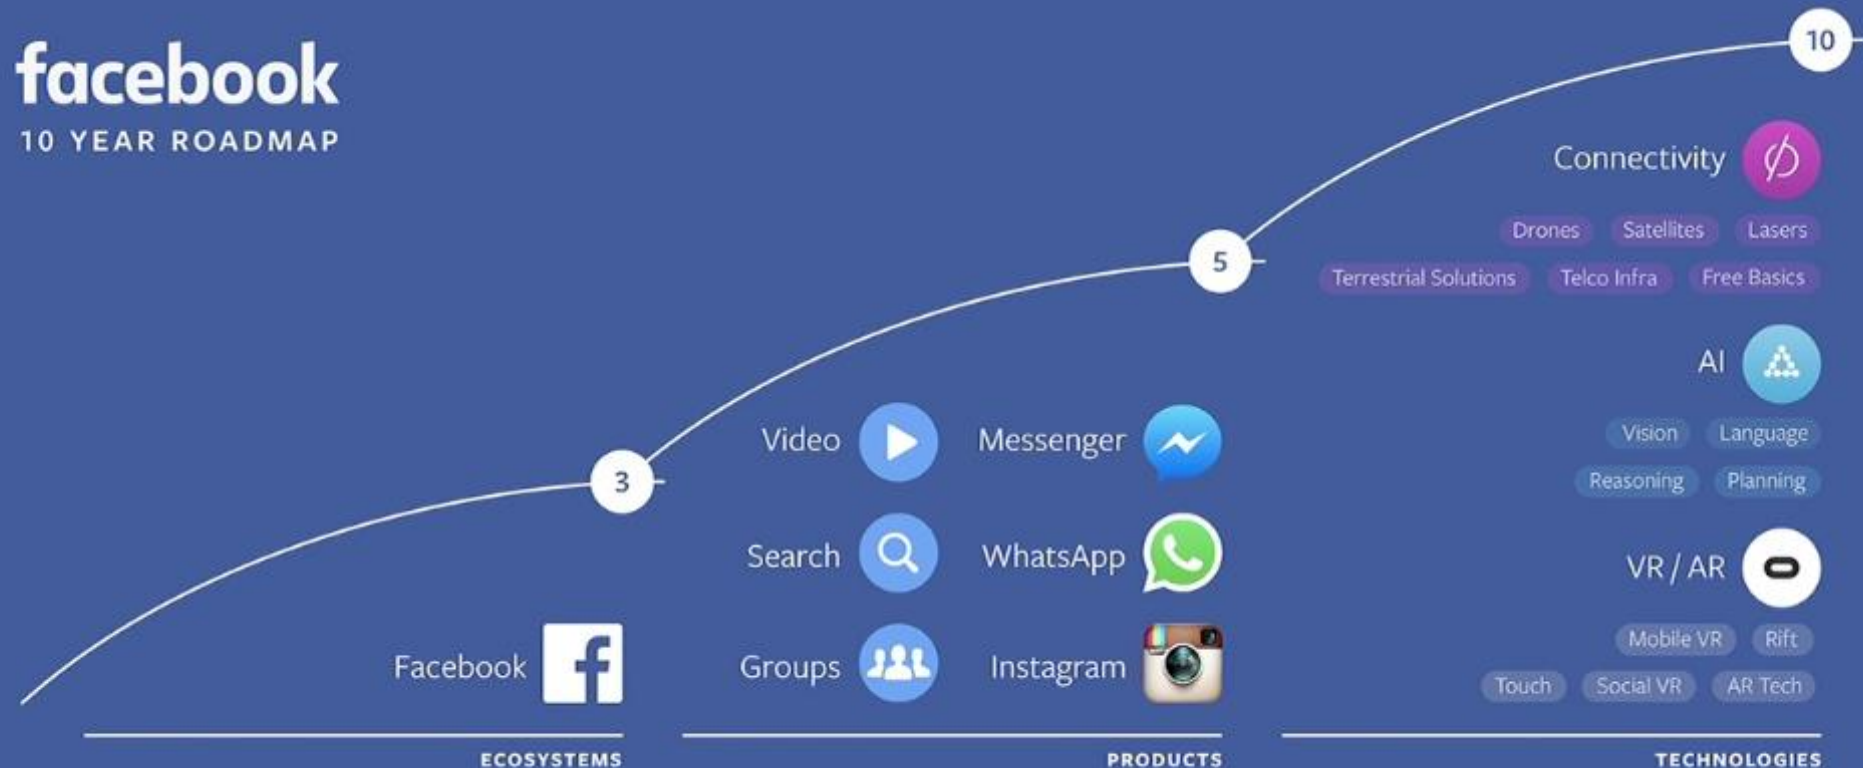 facebook
10 YEAR ROADMAP
10
Connectivity
Drones Satellites Lasers
Terrestrial Solutions Telco Infra Free Basics
5
AI
Vision Language
Reasoning Planning
3
Video Messenger
Search WhatsApp
VR / AR
Mobile VR Rift
Touch Social VR AR Tech
Facebook
Groups Instagram
ECOSYSTEMS
PRODUCTS
TECHNOLOGIES